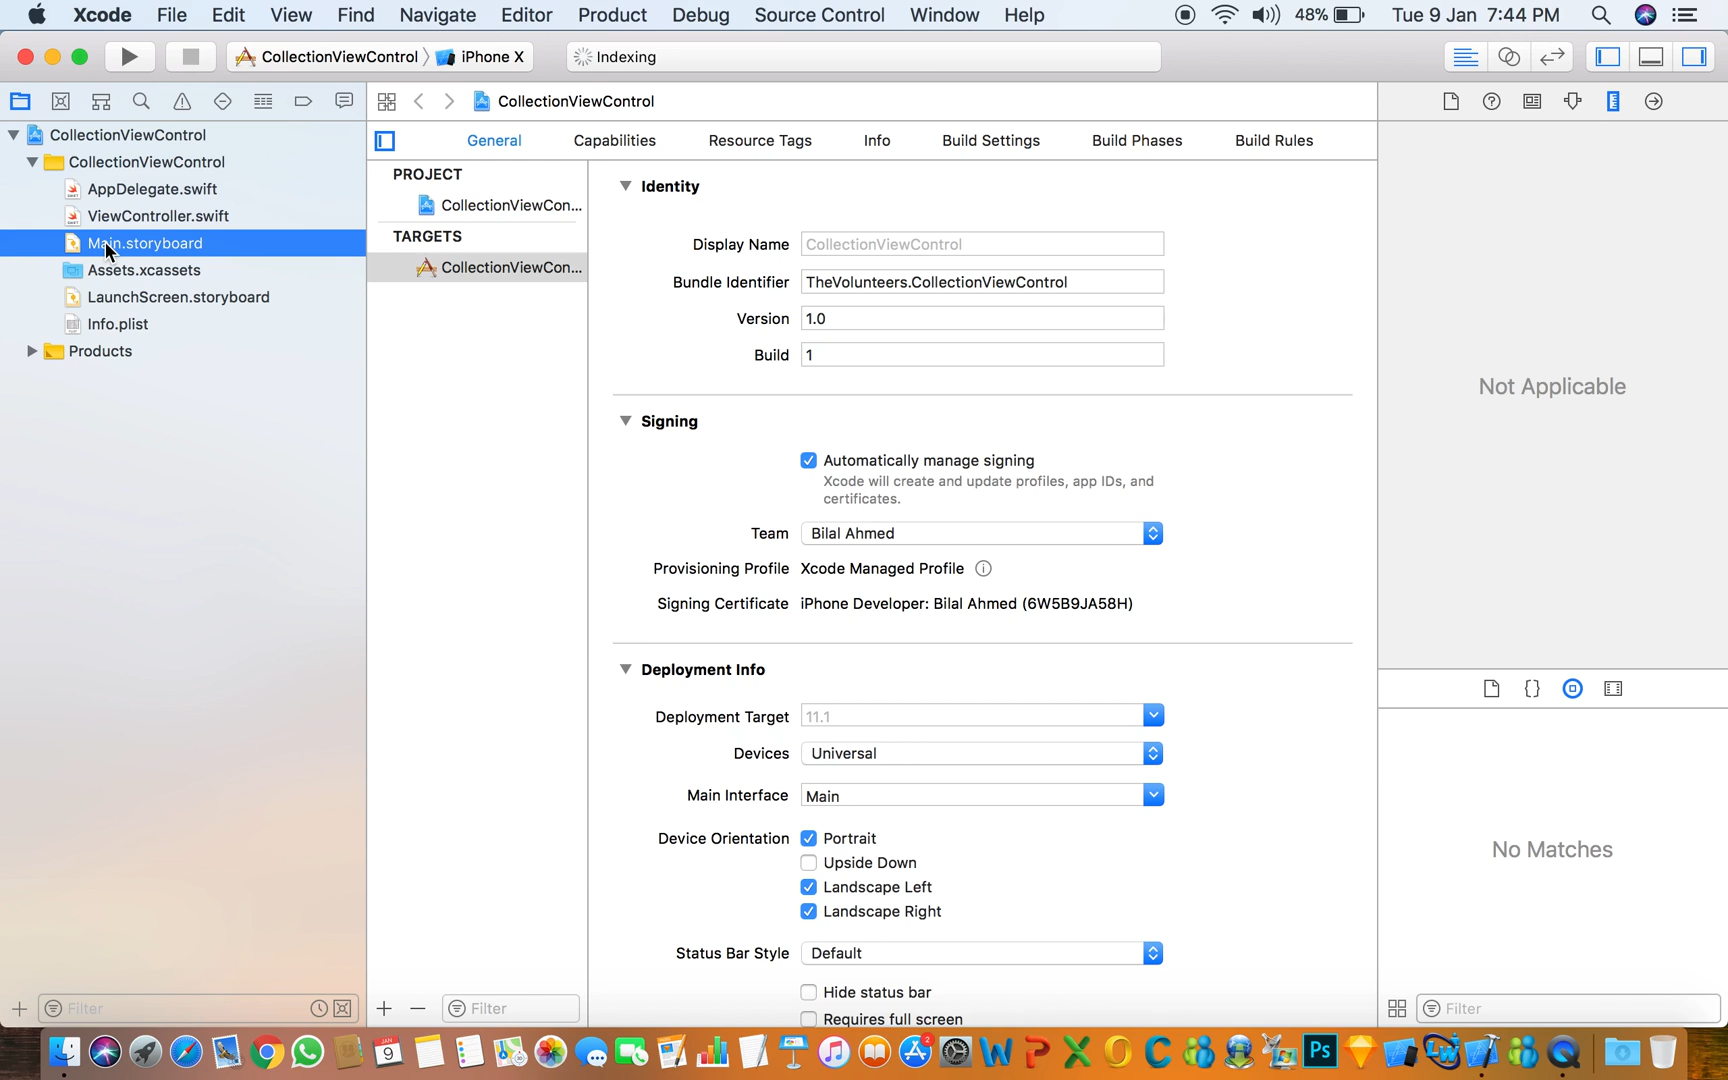 Xcode File Edit View Find Navigate Editor Product Debug Source Control Window Help 48% Tue 9 Jan 7:44 PM
CollectionViewControl iPhone X Indexing
CollectionViewControl
CollectionViewControl
General Capabilities Resource Tags Info Build Settings Build Phases Build Rules
CollectionViewControl
AppDelegate.swift
ViewController.swift
Main.storyboard
Assets.xcassets
LaunchScreen.storyboard
Info.plist
Products
PROJECT
CollectionViewCon...
TARGETS
CollectionViewCon...
Identity
Display Name CollectionViewControl
Bundle Identifier TheVolunteers.CollectionViewControl
Version 1.0
Build 1
Signing
Automatically manage signing
Xcode will create and update profiles, app IDs, and
certificates.
Team Bilal Ahmed
Provisioning Profile Xcode Managed Profile
Signing Certificate iPhone Developer: Bilal Ahmed (6W5B9JA58H)
Deployment Info
Deployment Target 11.1
Devices Universal
Main Interface Main
Device Orientation Portrait
Upside Down
Landscape Left
Landscape Right
Status Bar Style Default
Hide status bar
Requires full screen
Not Applicable
No Matches
Filter
Filter
Filter
JAN
9
2
Ps